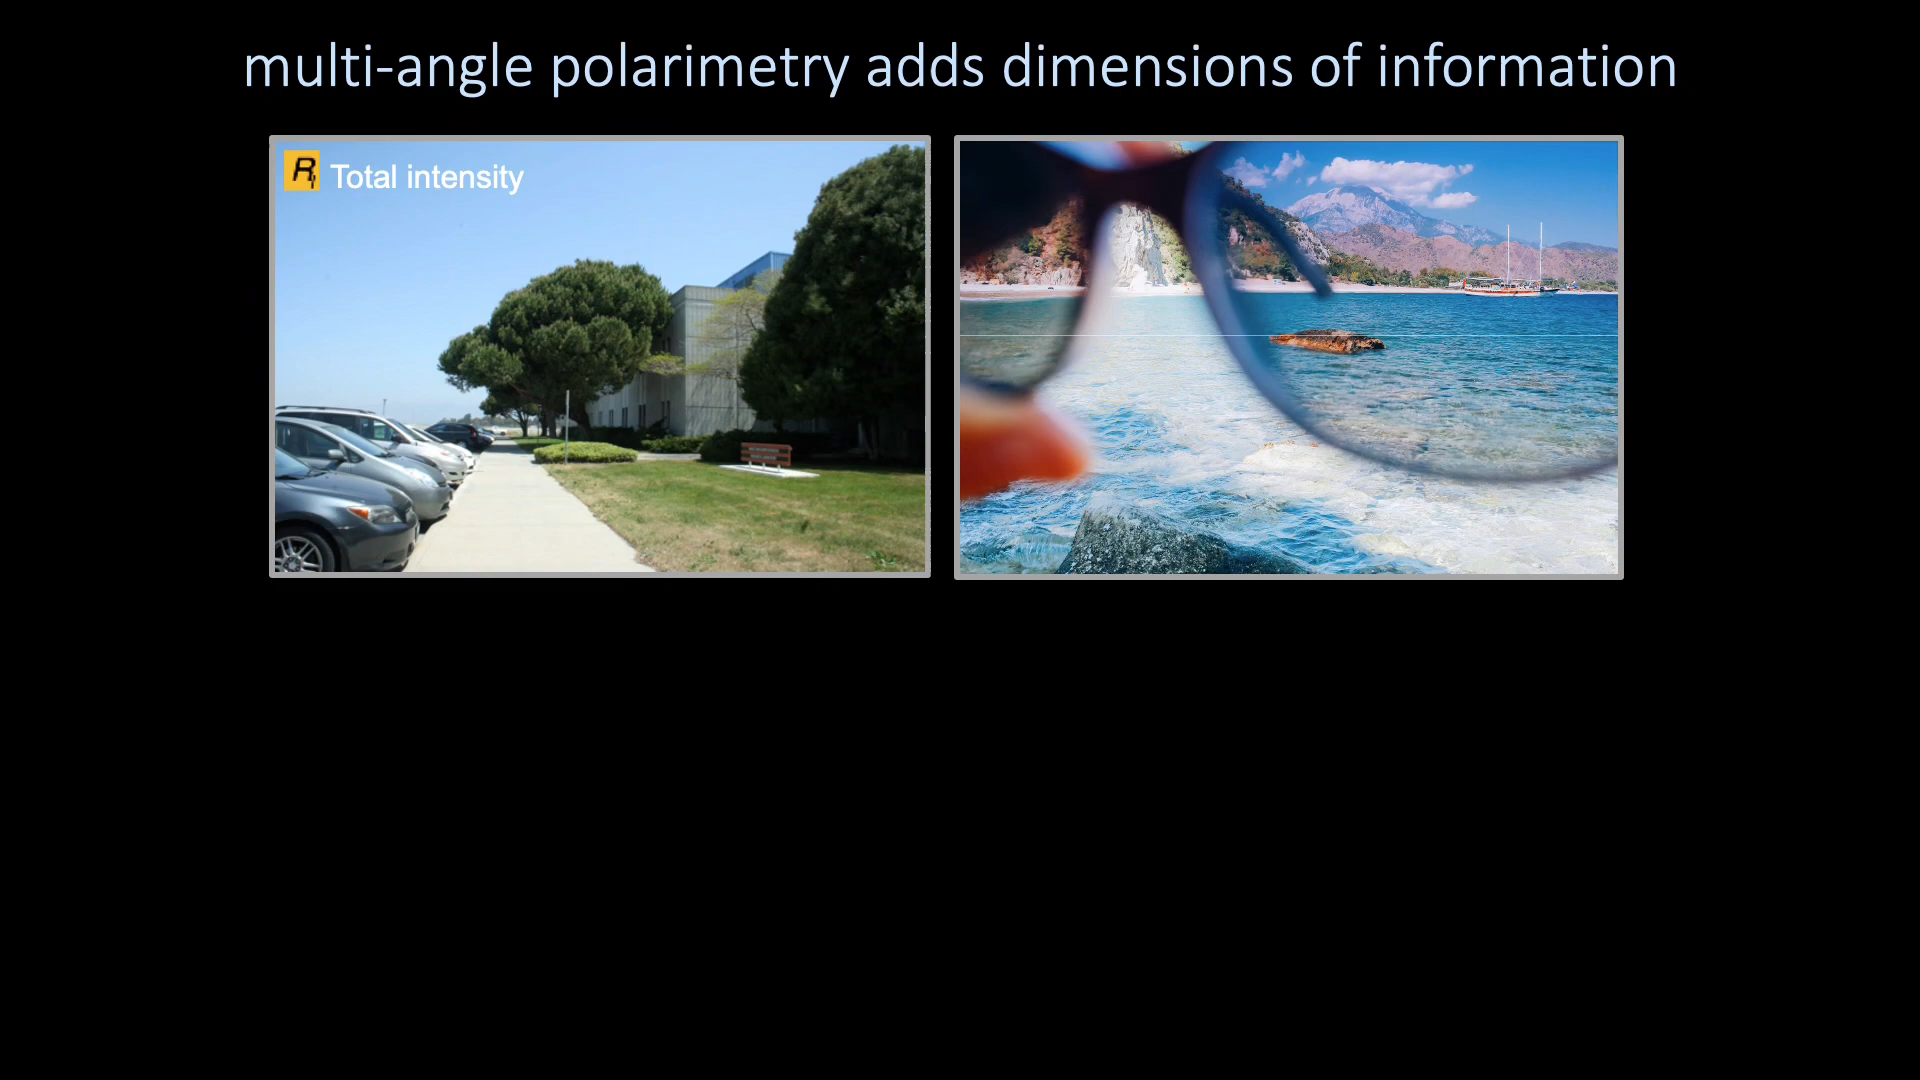 multi-angle polarimetry adds dimensions of information
R Total intensity